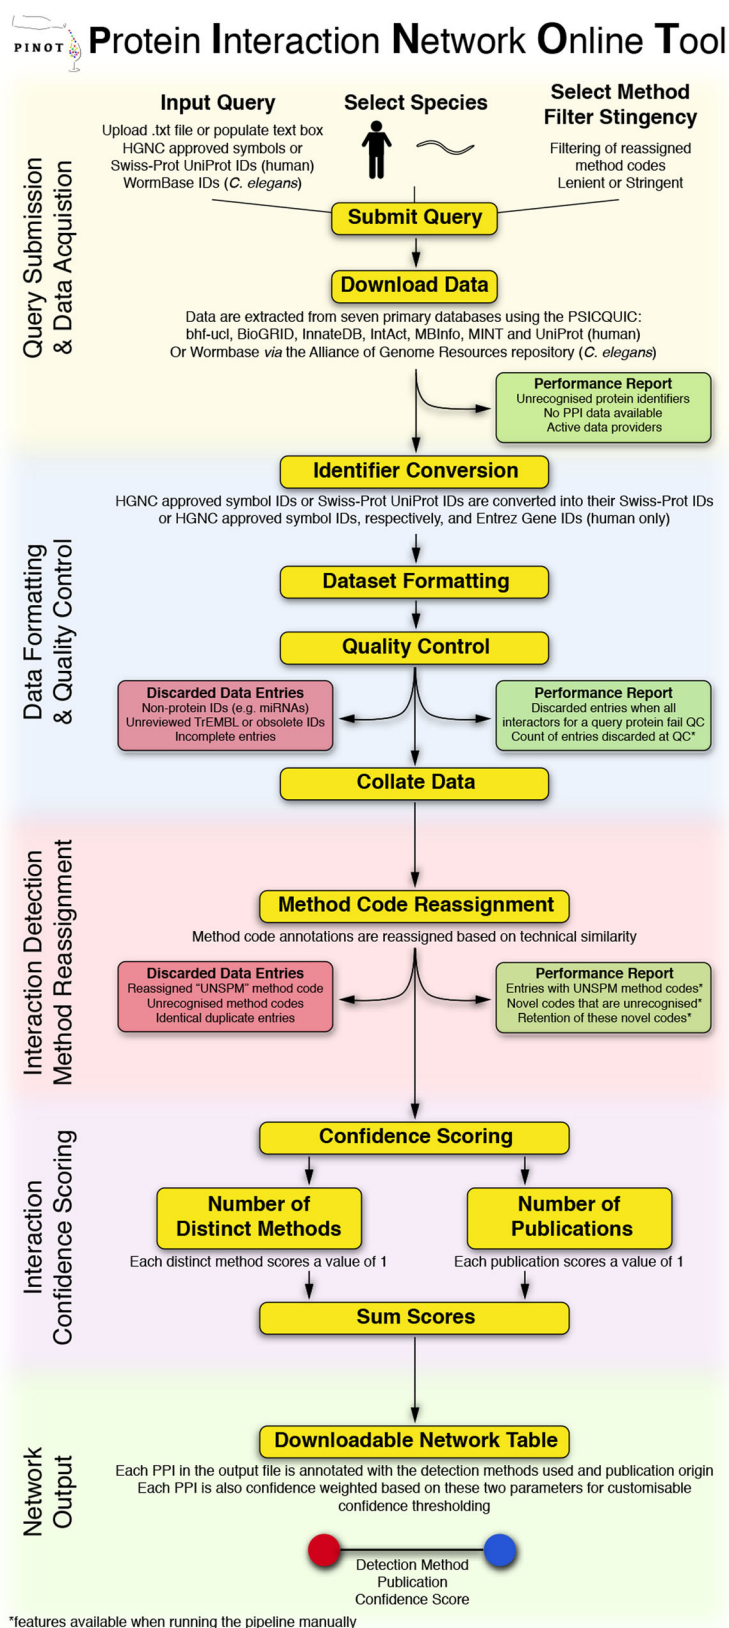 PINOT
Protein Interaction Network Online Tool
Query Submission
& Data Acquistion
Input Query
Upload .txt file or populate text box
HGNC approved symbols or
Swiss-Prot UniProt IDs (human)
WormBase IDs (C. elegans)
Select Species
Select Method
Filter Stingency
Filtering of reassigned
method codes
Lenient or Stringent
Submit Query
Download Data
Data are extracted from seven primary databases using the PSICQUIC:
bhf-ucl, BioGRID, InnateDB, IntAct, MBInfo, MINT and UniProt (human)
Or Wormbase via the Alliance of Genome Resources repository (C. elegans)
Performance Report
Unrecognised protein identifiers
No PPI data available
Active data providers
Data Formatting
& Quality Control
Identifier Conversion
HGNC approved symbol IDs or Swiss-Prot UniProt IDs are converted into their Swiss-Prot IDs
or HGNC approved symbol IDs, respectively, and Entrez Gene IDs (human only)
Dataset Formatting
Quality Control
Discarded Data Entries
Non-protein IDs (e.g. miRNAs)
Unreviewed TrEMBL or obsolete IDs
Incomplete entries
Performance Report
Discarded entries when all
interactors for a query protein fail QC
Count of entries discarded at QC*
Collate Data
Interaction Detection
Method Reassignment
Method Code Reassignment
Method code annotations are reassigned based on technical similarity
Discarded Data Entries
Reassigned “UNSPM” method code
Unrecognised method codes
Identical duplicate entries
Performance Report
Entries with UNSPM method codes*
Novel codes that are unrecognised*
Retention of these novel codes*
Interaction
Confidence Scoring
Confidence Scoring
Number of
Distinct Methods
Each distinct method scores a value of 1
Number of
Publications
Each publication scores a value of 1
Sum Scores
Network
Output
Downloadable Network Table
Each PPI in the output file is annotated with the detection methods used and publication origin
Each PPI is also confidence weighted based on these two parameters for customisable
confidence thresholding
Detection Method
Publication
Confidence Score
*features available when running the pipeline manually